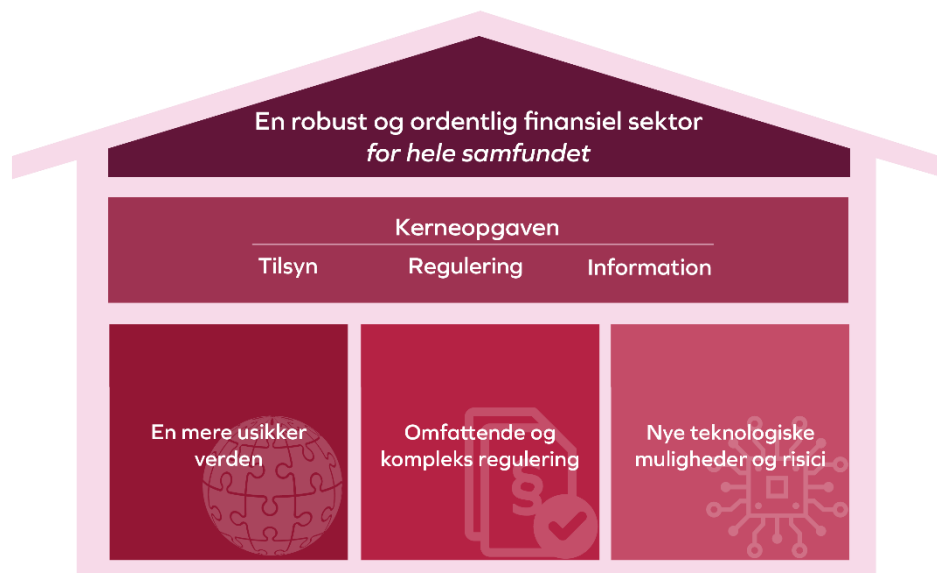 En robust og ordentlig finansiel sektor
for hele samfundet
Kerneopgaven
Tilsyn Regulering Information
En mere usikker
verden
Omfattende og
kompleks regulering
§
Nye teknologiske
muligheder og risici